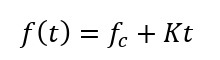 f(t) = f_c + Kt